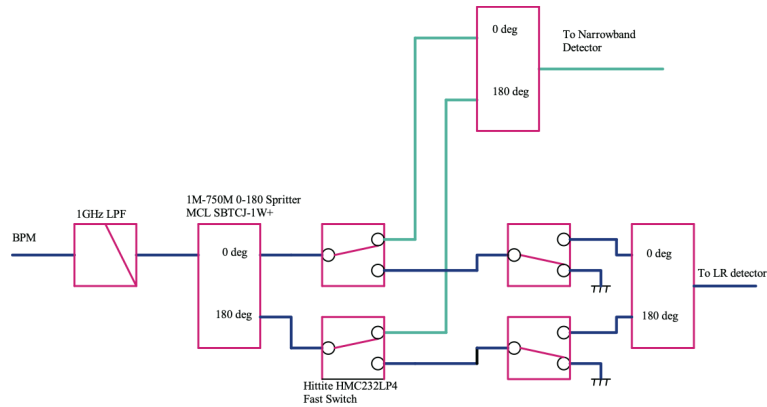 0 deg
180 deg
To Narrowband
Detector
1GHz LPF
1M-750M 0-180 Spritter
MCL SBTCJ-1W+
BPM
0 deg
180 deg
0 deg
180 deg
To LR detector
Hittite HMC232LP4
Fast Switch